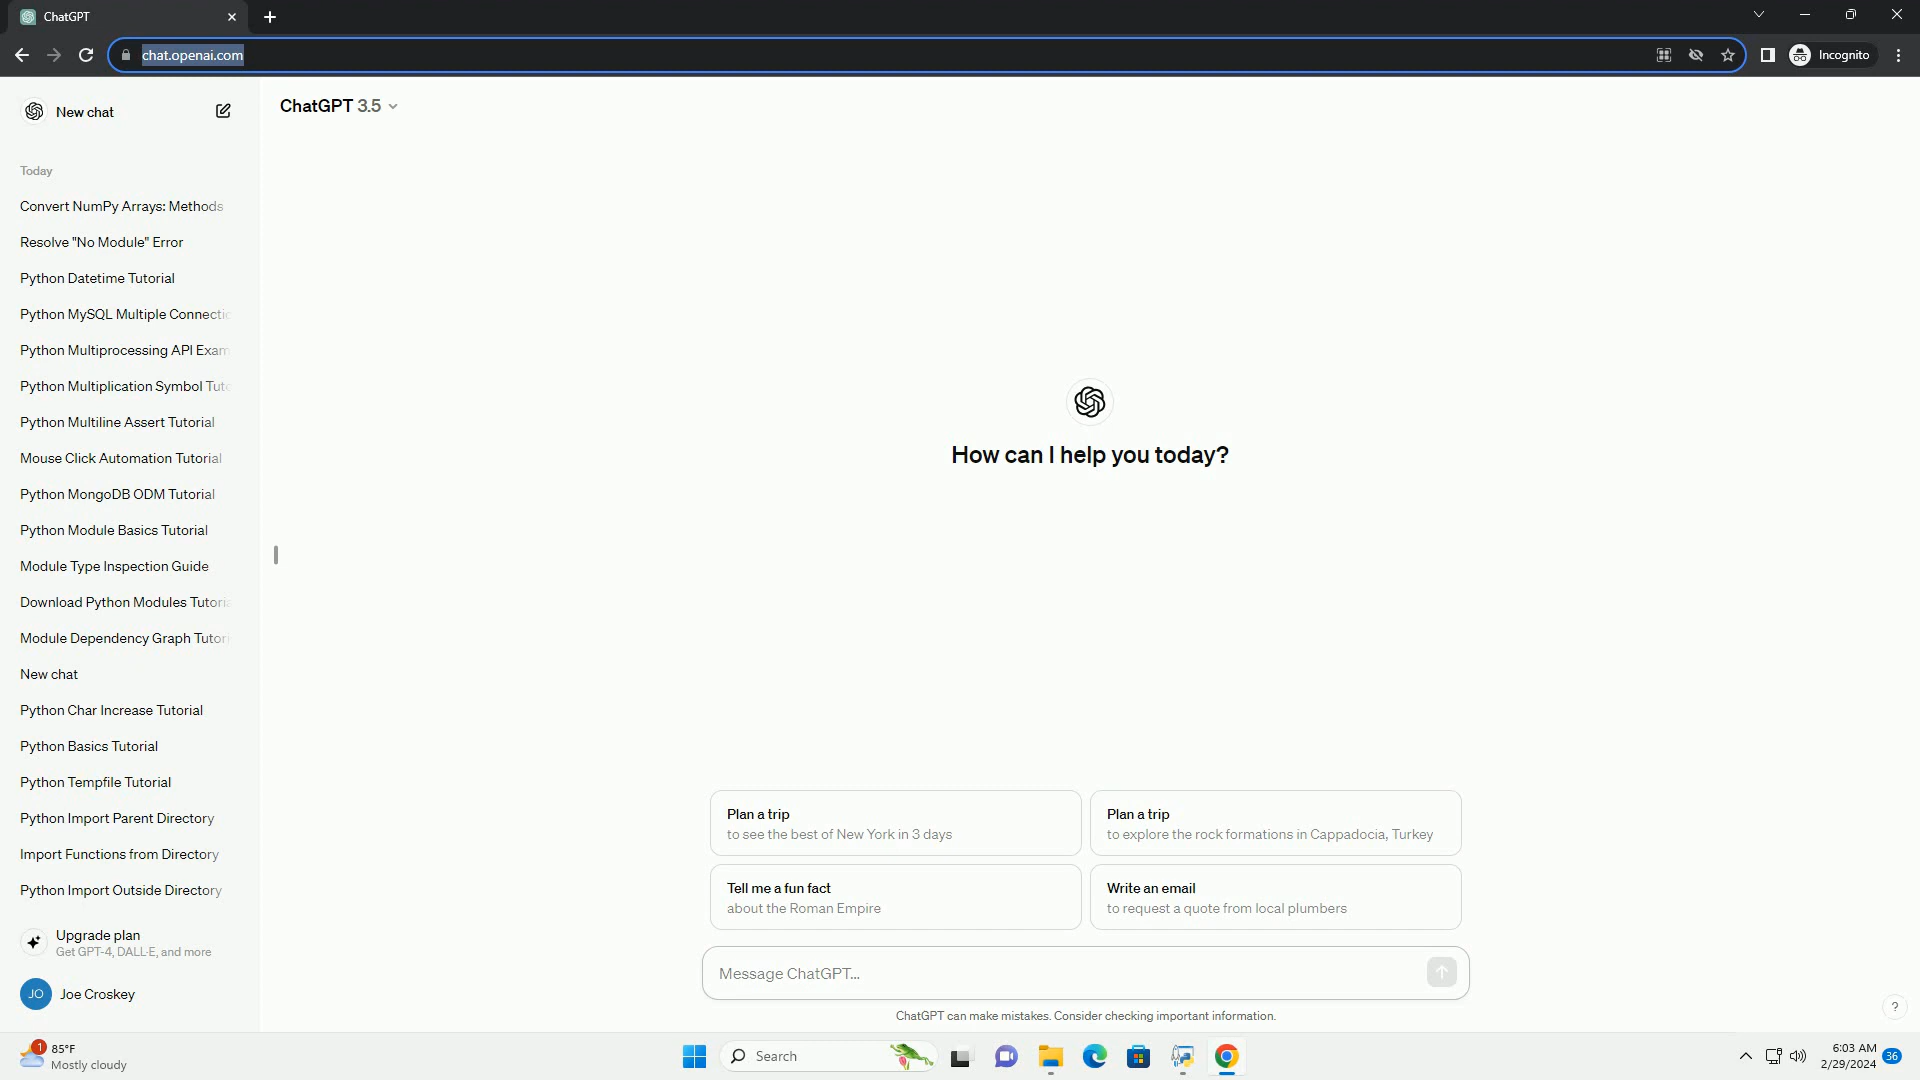 ChatGPT
chat.openai.com
Incognito
New chat
ChatGPT 3.5
Today
Convert NumPy Arrays: Methods
Resolve "No Module" Error
Python Datetime Tutorial
Python MySQL Multiple Connectic
Python Multiprocessing API Exam
Python Multiplication Symbol Tuto
Python Multiline Assert Tutorial
Mouse Click Automation Tutorial
Python MongoDB ODM Tutorial
Python Module Basics Tutorial
Module Type Inspection Guide
Download Python Modules Tutoria
Module Dependency Graph Tutori
New chat
Python Char Increase Tutorial
Python Basics Tutorial
Python Tempfile Tutorial
Python Import Parent Directory
Import Functions from Directory
Python Import Outside Directory
Upgrade plan
Get GPT-4, DALL·E, and more
JO Joe Croskey
How can I help you today?
Plan a trip
to see the best of New York in 3 days
Plan a trip
to explore the rock formations in Cappadocia, Turkey
Tell me a fun fact
about the Roman Empire
Write an email
to request a quote from local plumbers
Message ChatGPT...
ChatGPT can make mistakes. Consider checking important information.
?
1
85°F
Mostly cloudy
Search
6:03 AM
2/29/2024
36